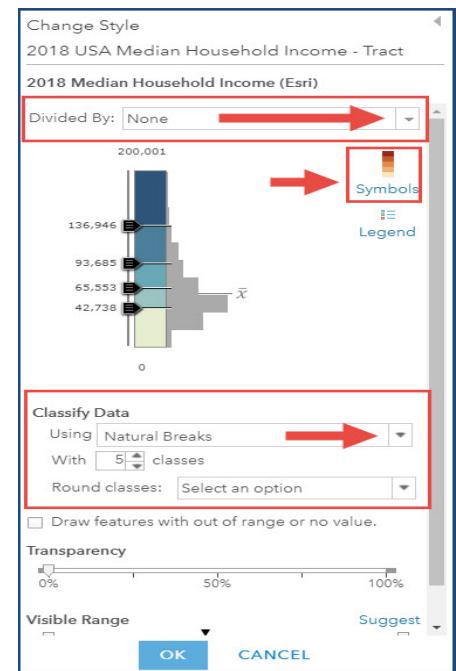 Change Style
2018 USA Median Household Income - Tract
2018 Median Household Income (Esri)
Divided By: None
200,001
Symbols
Legend
136,946
93,685
65,553
x̄
42,738
0
Classify Data
Using Natural Breaks
With 5 classes
Round classes: Select an option
Draw features with out of range or no value.
Transparency
0% 50% 100%
Visible Range Suggest
OK CANCEL